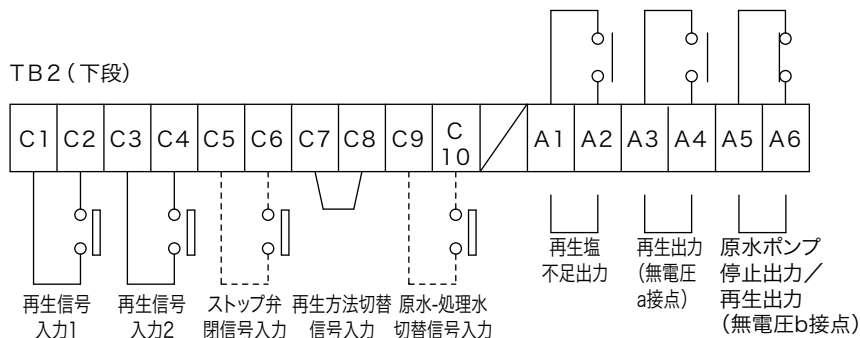 TB2(下段)
C1 C2 C3 C4 C5 C6 C7 C8 C9 C10 A1 A2 A3 A4 A5 A6
再生信号
入力1
再生信号
入力2
ストップ弁
閉信号入力
再生方法切替
信号入力
原水-処理水
切替信号入力
再生塩
不足出力
再生出力
(無電圧
a接点)
原水ポンプ
停止出力／
再生出力
(無電圧b接点)